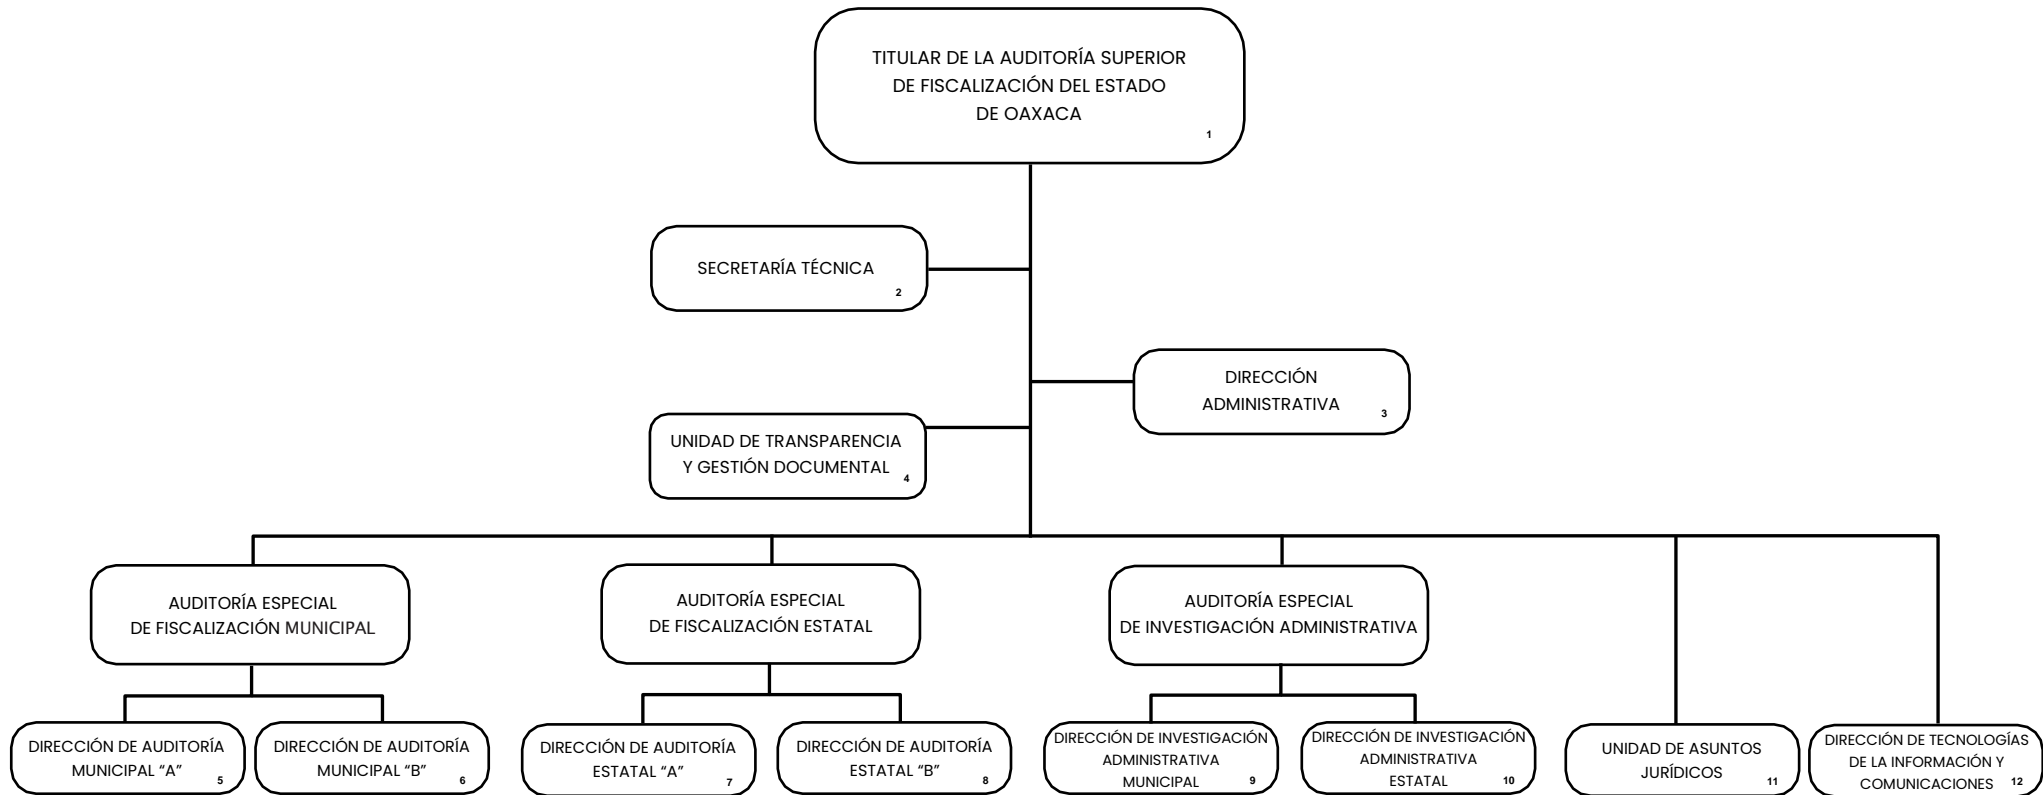 TITULAR DE LA AUDITORÍA SUPERIOR
DE FISCALIZACIÓN DEL ESTADO
DE OAXACA
1
SECRETARÍA TÉCNICA
2
DIRECCIÓN
ADMINISTRATIVA
3
UNIDAD DE TRANSPARENCIA
Y GESTIÓN DOCUMENTAL
4
AUDITORÍA ESPECIAL
DE FISCALIZACIÓN MUNICIPAL
AUDITORÍA ESPECIAL
DE FISCALIZACIÓN ESTATAL
AUDITORÍA ESPECIAL
DE INVESTIGACIÓN ADMINISTRATIVA
DIRECCIÓN DE AUDITORÍA
MUNICIPAL “A”
5
DIRECCIÓN DE AUDITORÍA
MUNICIPAL “B”
6
DIRECCIÓN DE AUDITORÍA
ESTATAL “A”
7
DIRECCIÓN DE AUDITORÍA
ESTATAL “B”
8
DIRECCIÓN DE INVESTIGACIÓN
ADMINISTRATIVA
MUNICIPAL
9
DIRECCIÓN DE INVESTIGACIÓN
ADMINISTRATIVA
ESTATAL
10
UNIDAD DE ASUNTOS
JURÍDICOS
11
DIRECCIÓN DE TECNOLOGÍAS
DE LA INFORMACIÓN Y
COMUNICACIONES
12